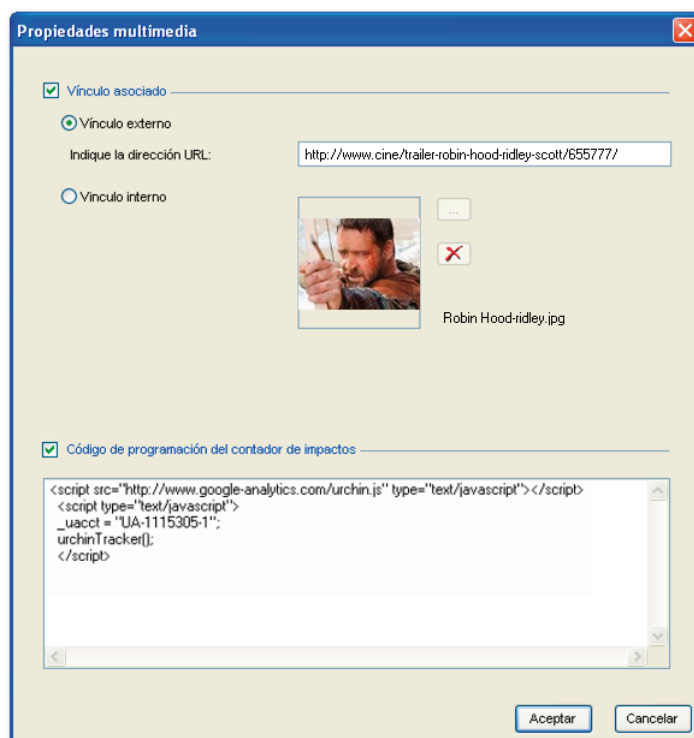 Propiedades multimedia
Vínculo asociado
Vínculo externo
Indique la dirección URL:
http://www.cine/trailer-robin-hood-ridley-scott/655777/
Vinculo interno
...
Robin Hood-ridley.jpg
Código de programación del contador de impactos
<script src="http://www.google-analytics.com/urchin.js" type="text/javascript"></script>
<script type="text/javascript">
_uacct = "UA-1115305-1";
urchinTracker();
</script>
Aceptar
Cancelar